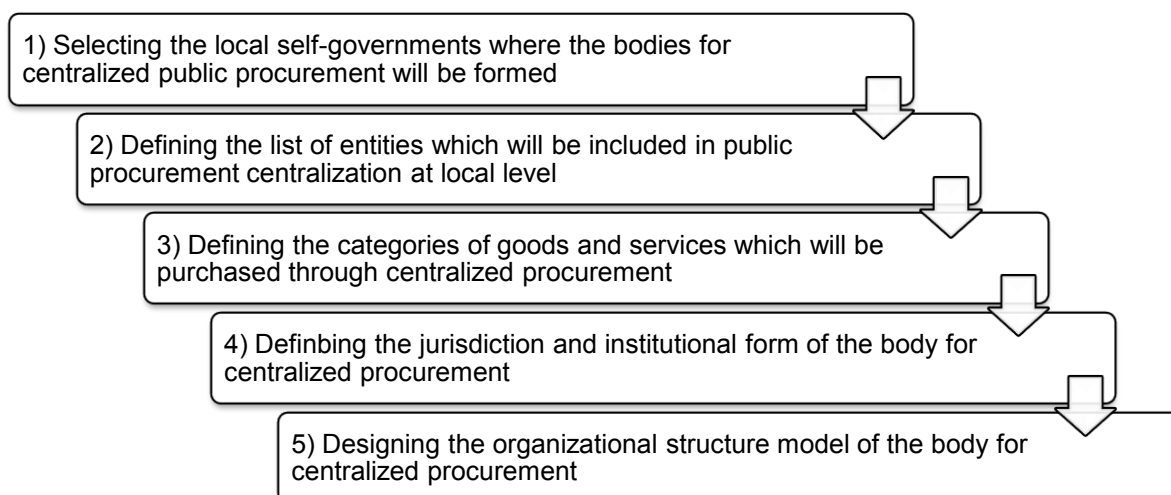 1) Selecting the local self-governments where the bodies for
centralized public procurement will be formed
2) Defining the list of entities which will be included in public
procurement centralization at local level
3) Defining the categories of goods and services which will be
purchased through centralized procurement
4) Definbing the jurisdiction and institutional form of the body for
centralized procurement
5) Designing the organizational structure model of the body for
centralized procurement